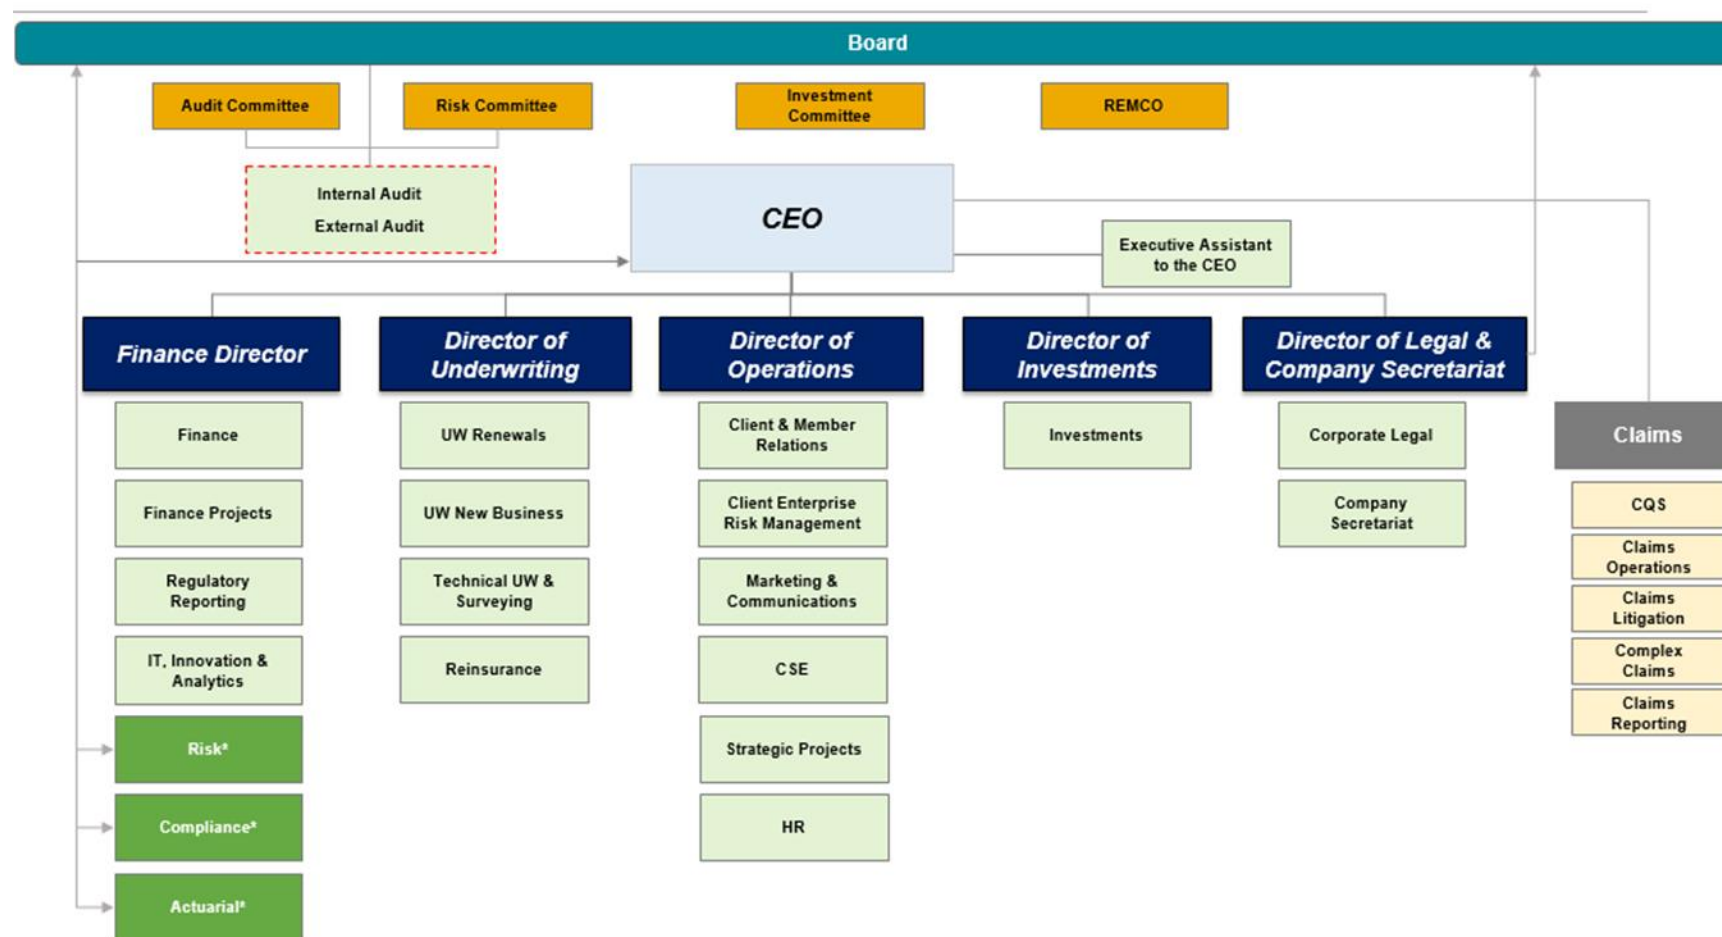 Board
Audit Committee
Risk Committee
Investment
Committee
REMCO
Internal Audit
External Audit
CEO
Executive Assistant
to the CEO
Finance Director
Director of
Underwriting
Director of
Operations
Director of
Investments
Director of Legal &
Company Secretariat
Finance
Finance Projects
Regulatory
Reporting
IT, Innovation &
Analytics
Risk*
Compliance*
Actuarial*
UW Renewals
UW New Business
Technical UW &
Surveying
Reinsurance
Client & Member
Relations
Client Enterprise
Risk Management
Marketing &
Communications
CSE
Strategic Projects
HR
Investments
Corporate Legal
Company
Secretariat
Claims
CQS
Claims
Operations
Claims
Litigation
Complex
Claims
Claims
Reporting